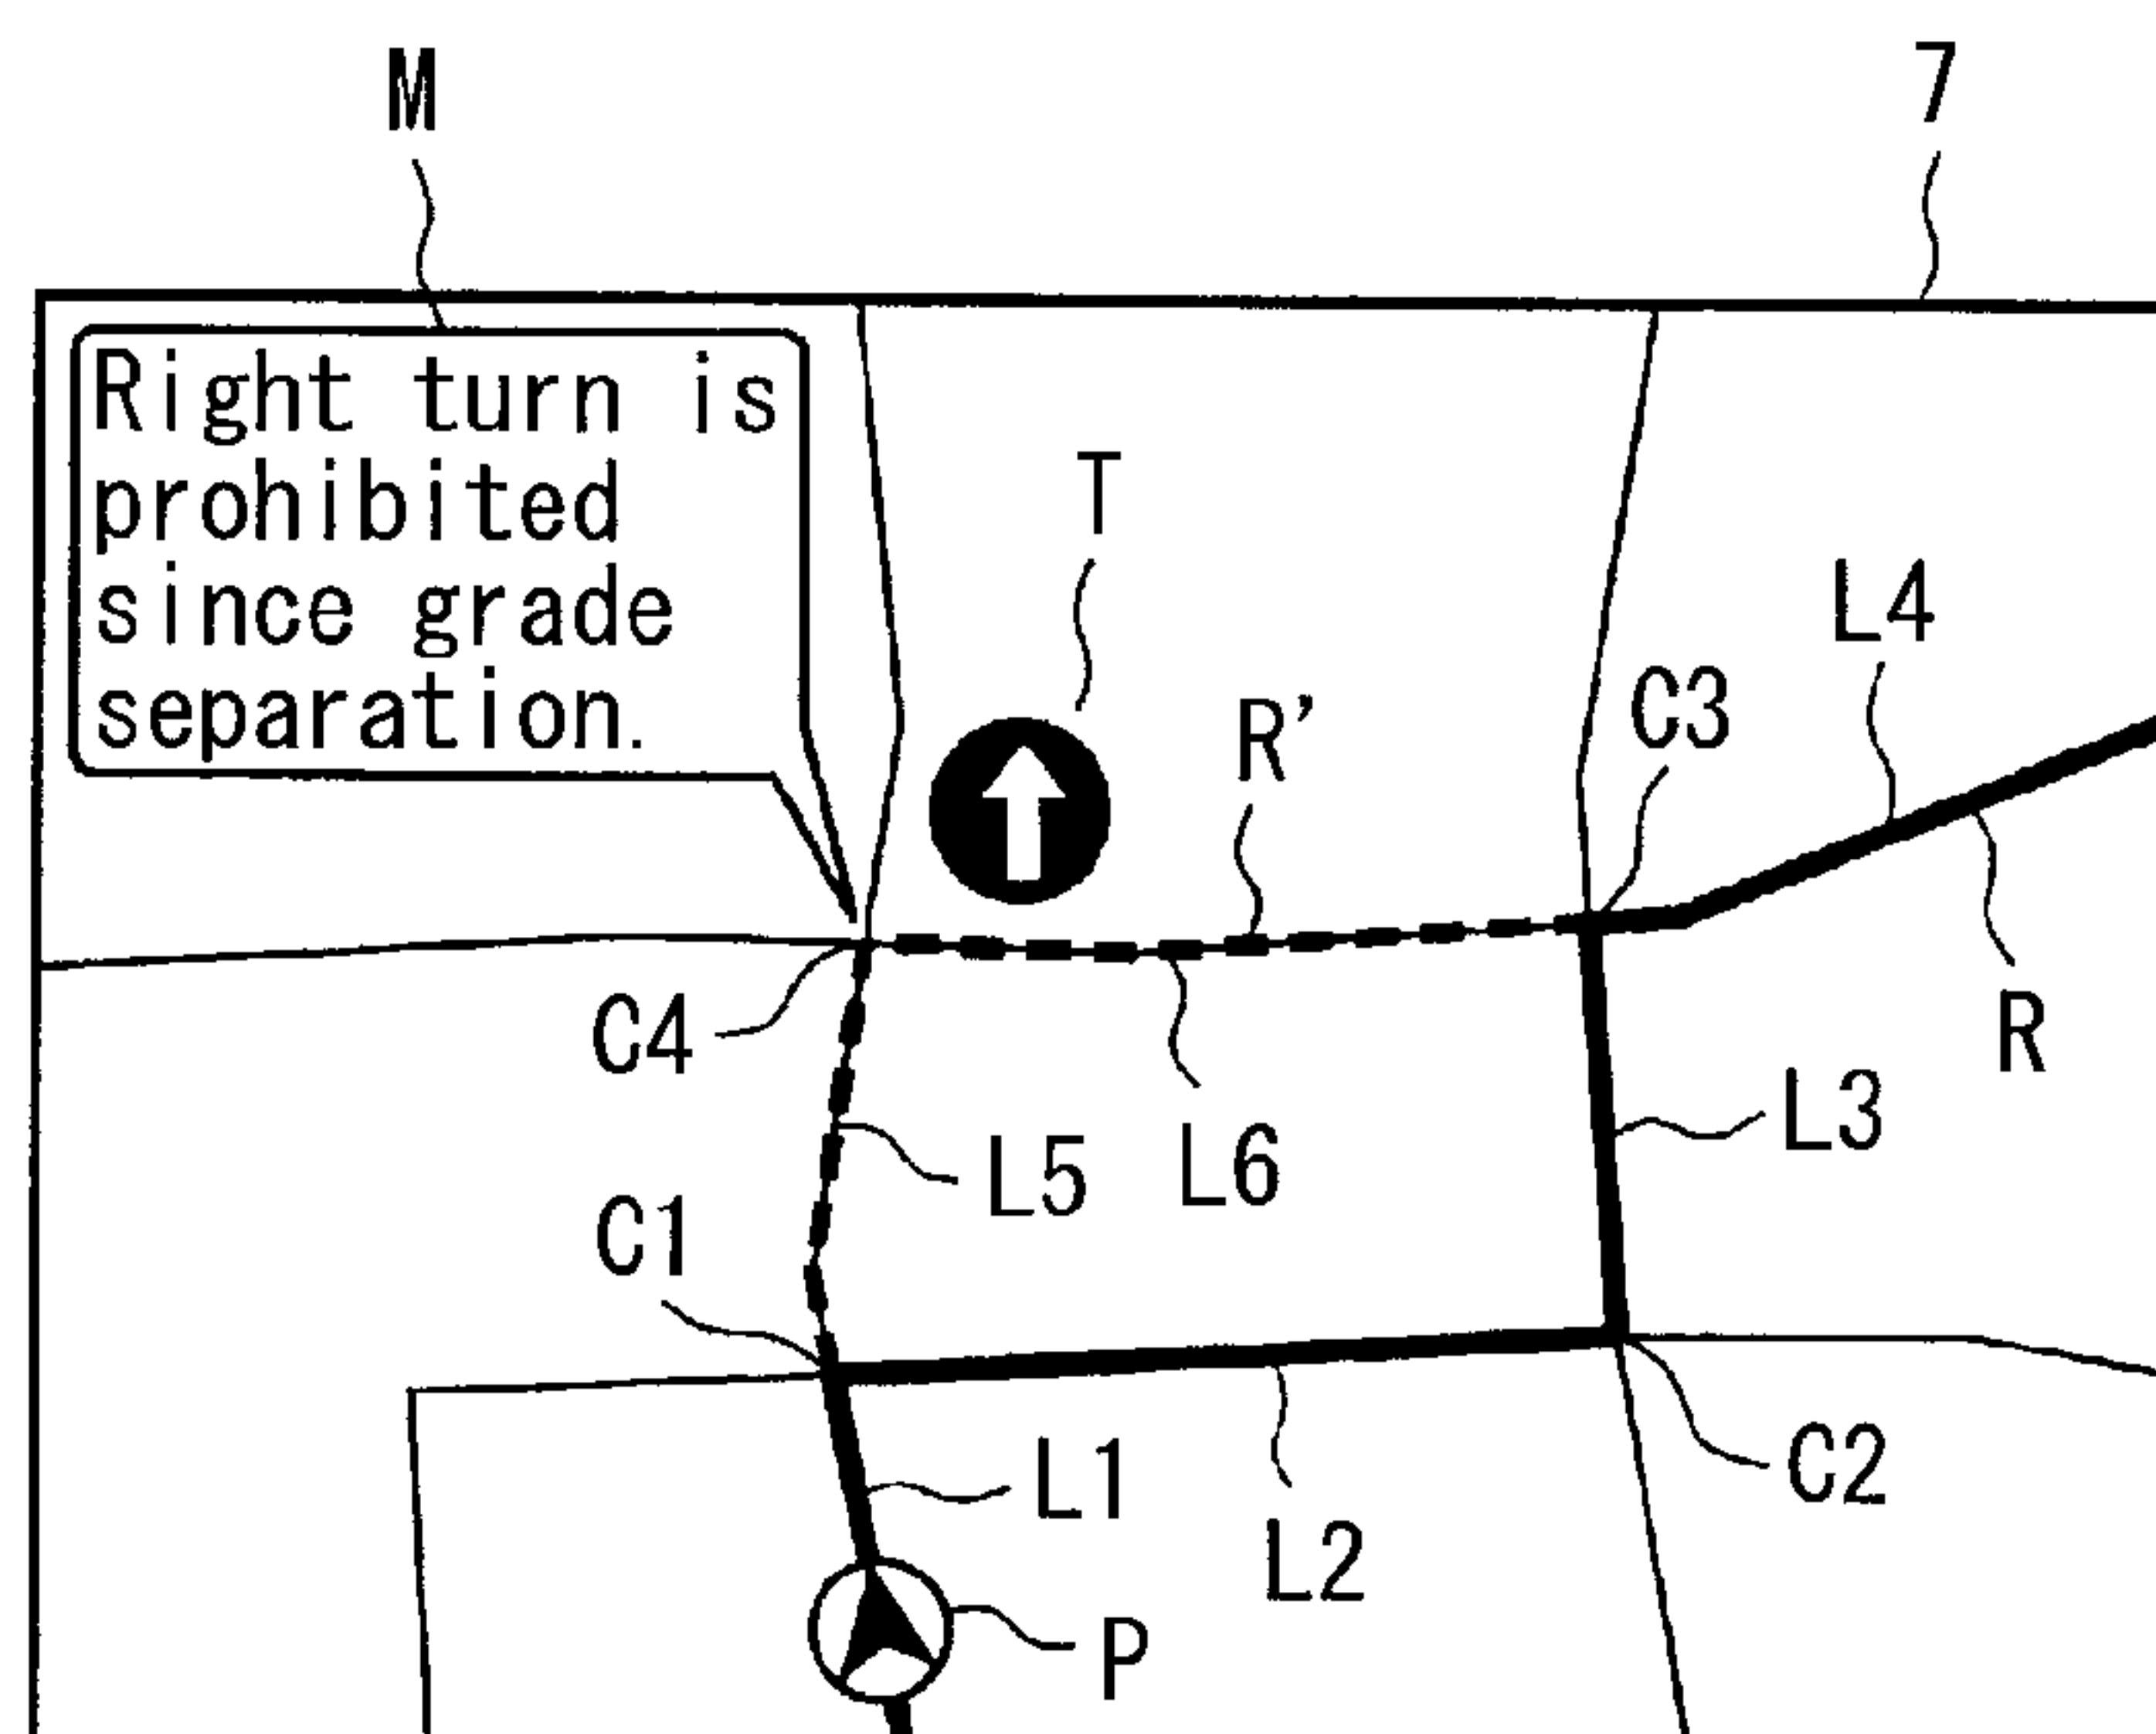 M
7
Right turn is
prohibited
since grade
separation.
T
R'
L4
C3
C4
R
L3
L5
L6
C1
L1
C2
L2
P